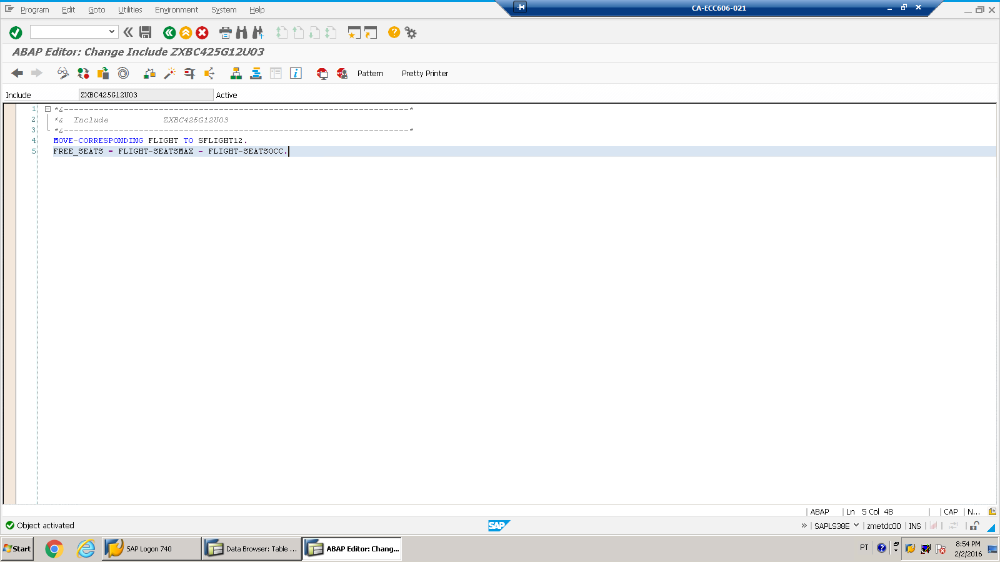 Program Edit Goto Utilities Environment System Help
CA-ECC606-021
ABAP Editor: Change Include ZXBC425G12U03
Pattern Pretty Printer
Include ZXBC425G12U03 Active
1 *&---------------------------------------------------------------------*
2 *&  Include           ZXBC425G12U03
3 *&---------------------------------------------------------------------*
4 MOVE-CORRESPONDING FLIGHT TO SFLIGHT12.
5 FREE_SEATS = FLIGHT-SEATSMAX - FLIGHT-SEATSOCC.
ABAP Ln 5 Col 48 CAP N...
Object activated SAP » SAPLS38E zmetdc00 INS
Start SAP Logon 740 Data Browser: Table ... ABAP Editor: Chang... PT 8:54 PM
2/2/2016